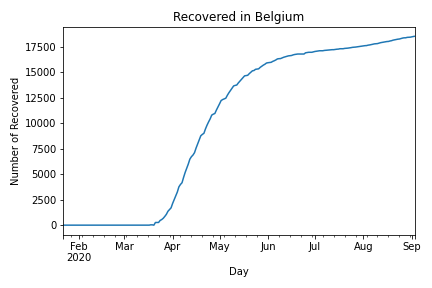 Recovered in Belgium
Number of Recovered
17500
15000
12500
10000
7500
5000
2500
0
Feb
2020
Mar
Apr
May
Jun
Jul
Aug
Sep
Day